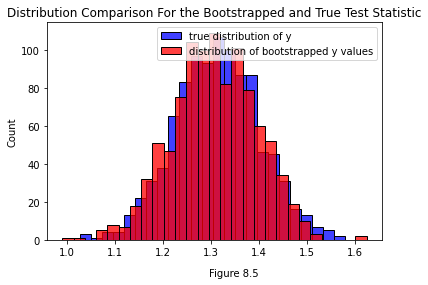 Distribution Comparison For the Bootstrapped and True Test Statistic
true distribution of y
distribution of bootstrapped y values
100
80
60
40
20
0
Count
1.0 1.1 1.2 1.3 1.4 1.5 1.6
Figure 8.5